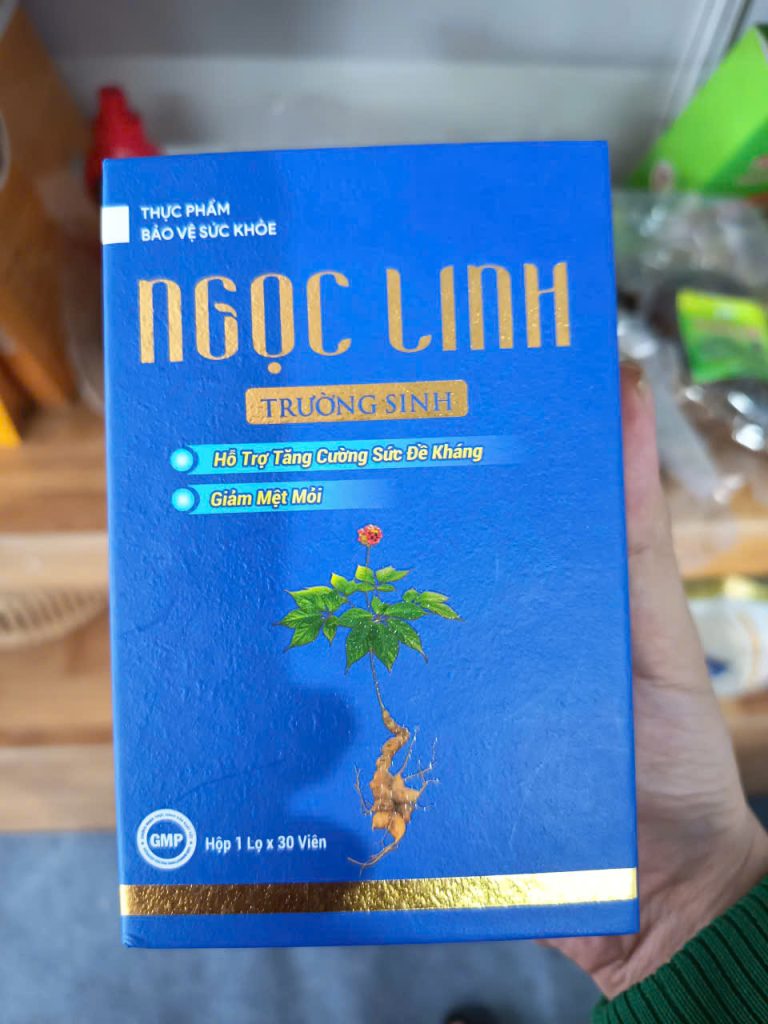 THỰC PHẨM
BẢO VỆ SỨC KHỎE
NGỌC LINH
TRƯỜNG SINH
Hỗ Trợ Tăng Cường Sức Đề Kháng
Giảm Mệt Mỏi
GMP
Hộp 1 Lọ x 30 Viên